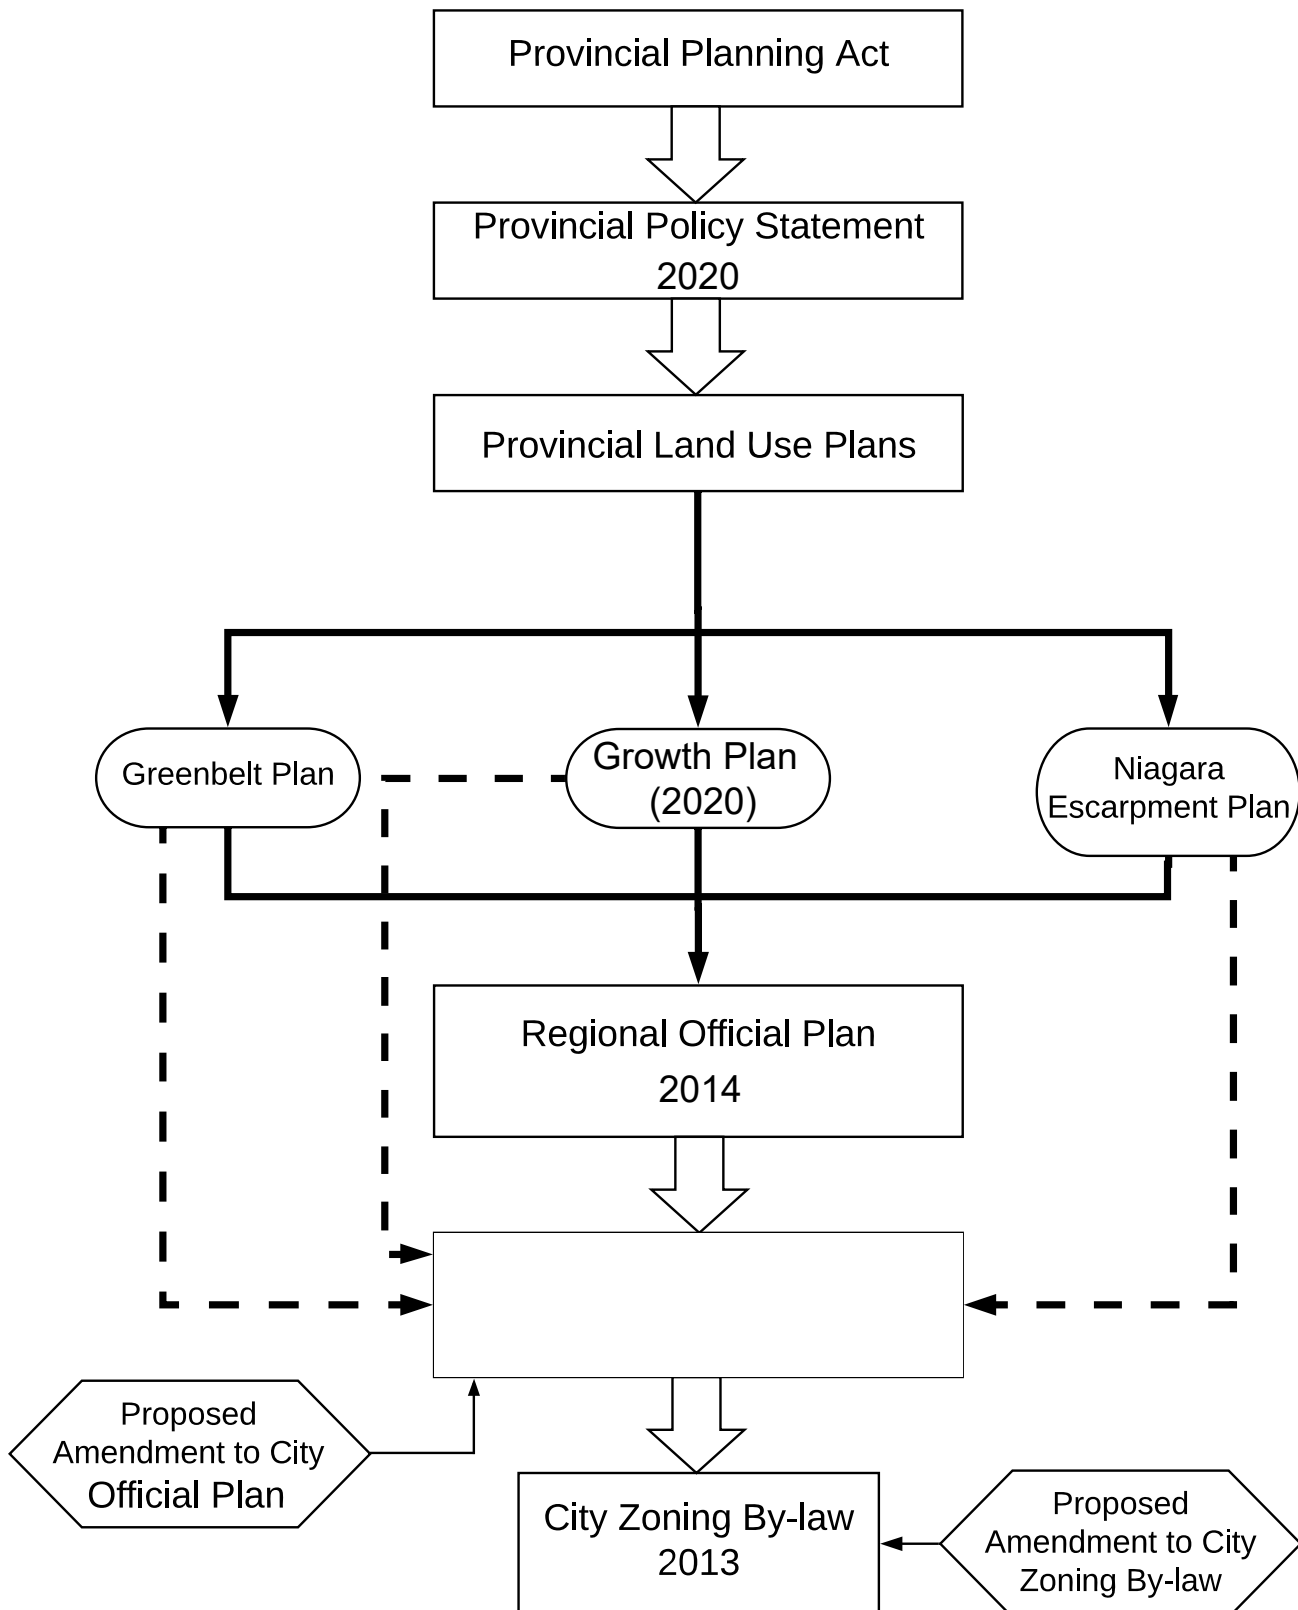 Provincial Planning Act
Provincial Policy Statement
2020
Provincial Land Use Plans
Greenbelt Plan
Growth Plan
(2020)
Niagara
Escarpment Plan
Regional Official Plan
2014
Proposed
Amendment to City
Official Plan
City Zoning By-law
2013
Proposed
Amendment to City
Zoning By-law